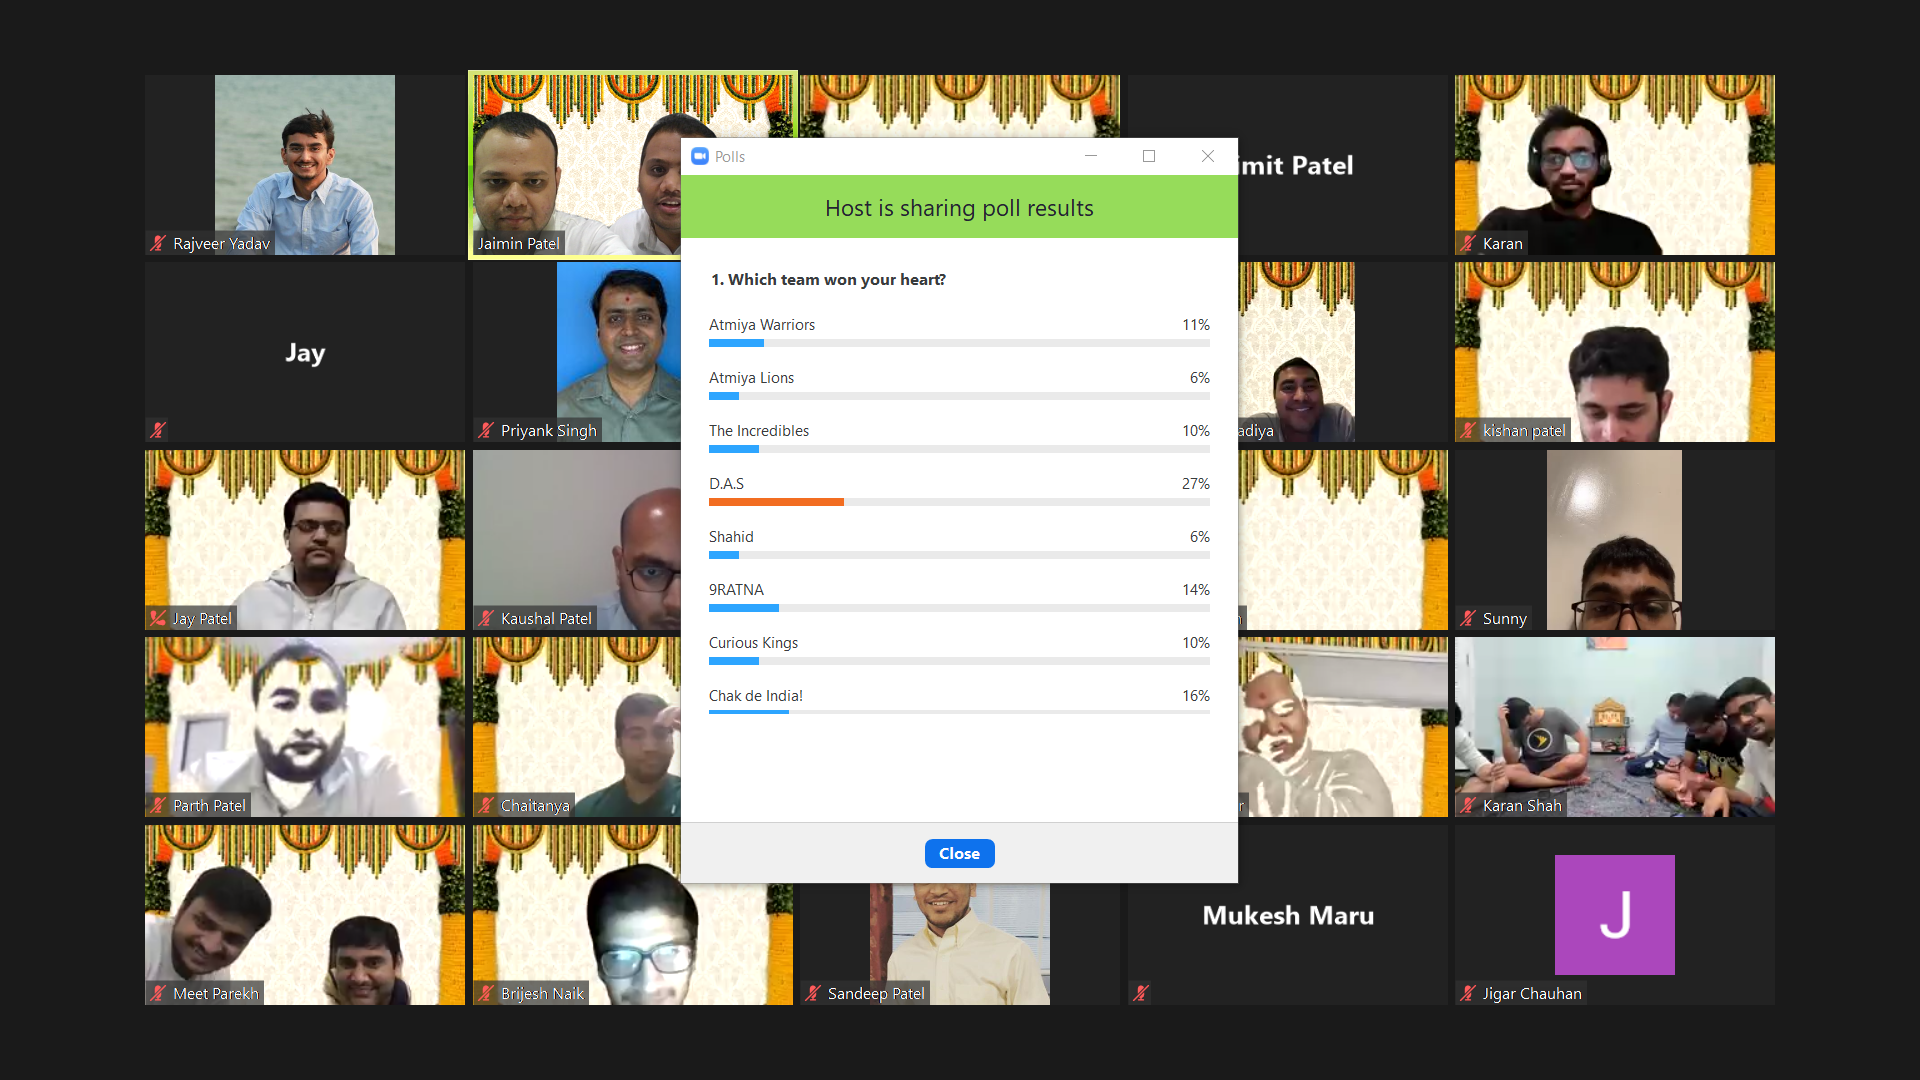 Polls
Host is sharing poll results
1. Which team won your heart?
Atmiya Warriors 11%
Atmiya Lions 6%
The Incredibles 10%
D.A.S 27%
Shahid 6%
9RATNA 14%
Curious Kings 10%
Chak de India! 16%
Close
Rajveer Yadav
Jaimin Patel
imit Patel
Karan
Jay
Priyank Singh
adiya
kishan patel
Jay Patel
Kaushal Patel
Sunny
Parth Patel
Chaitanya
r
Karan Shah
Meet Parekh
Brijesh Naik
Sandeep Patel
Mukesh Maru
J
Jigar Chauhan